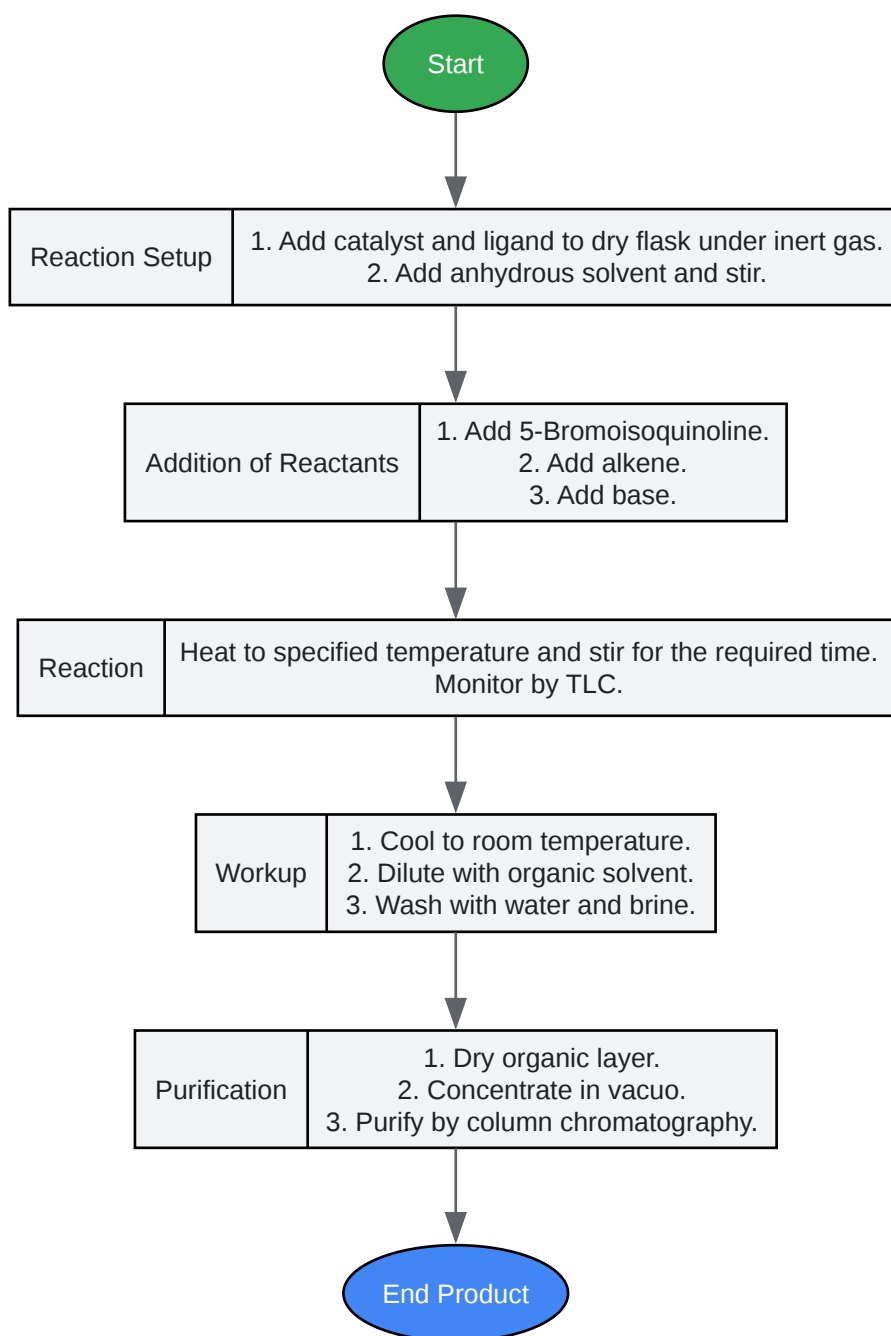 Start
Reaction Setup
1. Add catalyst and ligand to dry flask under inert gas.
2. Add anhydrous solvent and stir.
Addition of Reactants
1. Add 5-Bromoisoquinoline.
2. Add alkene.
3. Add base.
Reaction
Heat to specified temperature and stir for the required time.
Monitor by TLC.
Workup
1. Cool to room temperature.
2. Dilute with organic solvent.
3. Wash with water and brine.
Purification
1. Dry organic layer.
2. Concentrate in vacuo.
3. Purify by column chromatography.
End Product